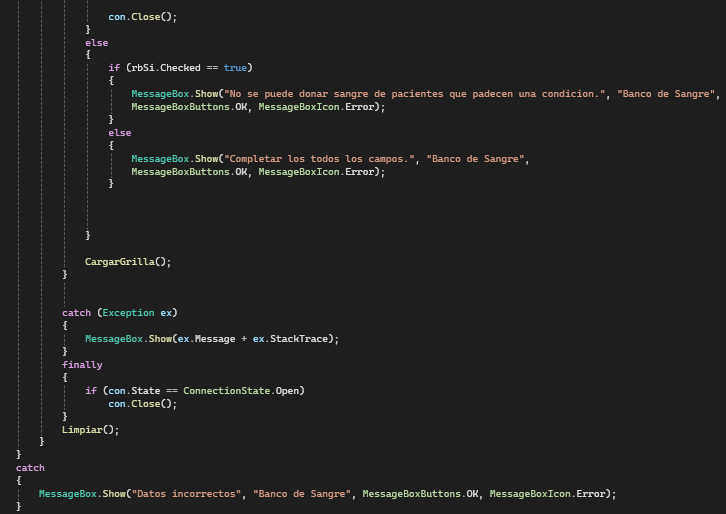 con.Close();
}
else
{
if (rbSi.Checked == true)
{
MessageBox.Show("No se puede donar sangre de pacientes que padecen una condicion.", "Banco de Sangre",
MessageBoxButtons.OK, MessageBoxIcon.Error);
}
else
{
MessageBox.Show("Completar los todos los campos.", "Banco de Sangre",
MessageBoxButtons.OK, MessageBoxIcon.Error);
}
}
CargarGrilla();
}
catch (Exception ex)
{
MessageBox.Show(ex.Message + ex.StackTrace);
}
finally
{
if (con.State == ConnectionState.Open)
con.Close();
}
Limpiar();
}
}
catch
{
MessageBox.Show("Datos incorrectos", "Banco de Sangre", MessageBoxButtons.OK, MessageBoxIcon.Error);
}